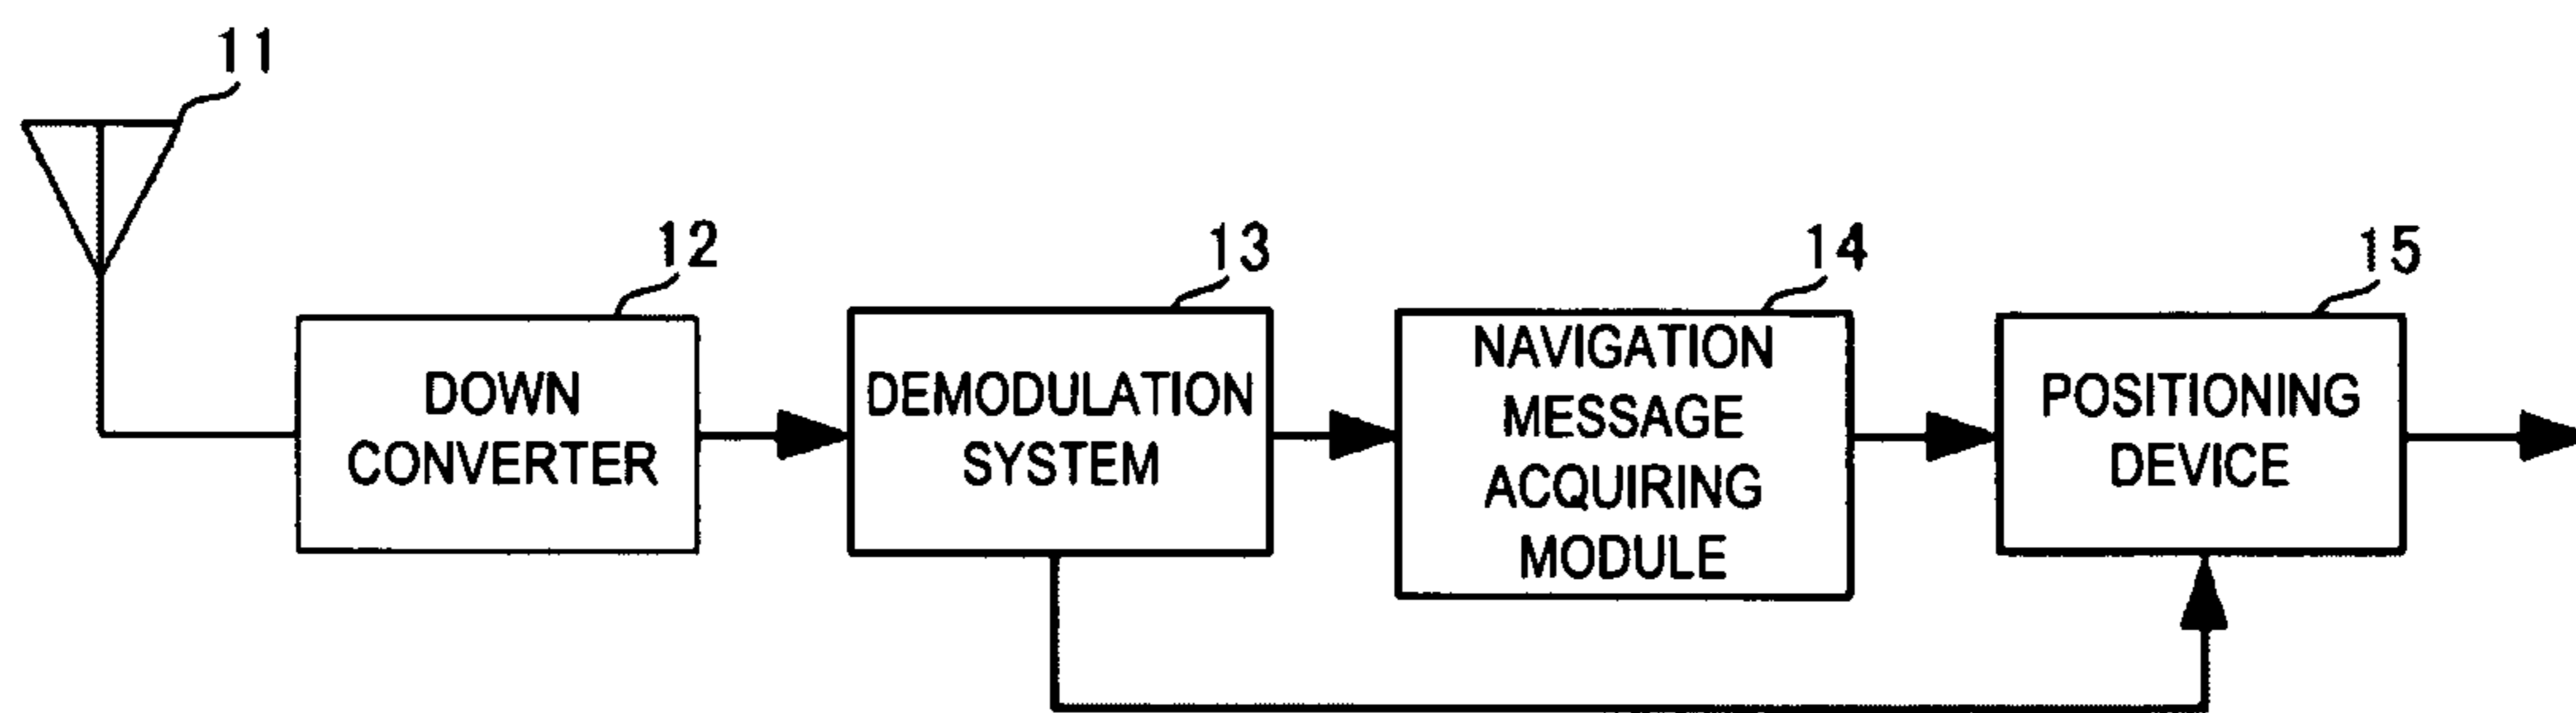 11
12
13
14
15
DOWN
CONVERTER
DEMODULATION
SYSTEM
NAVIGATION
MESSAGE
ACQUIRING
MODULE
POSITIONING
DEVICE